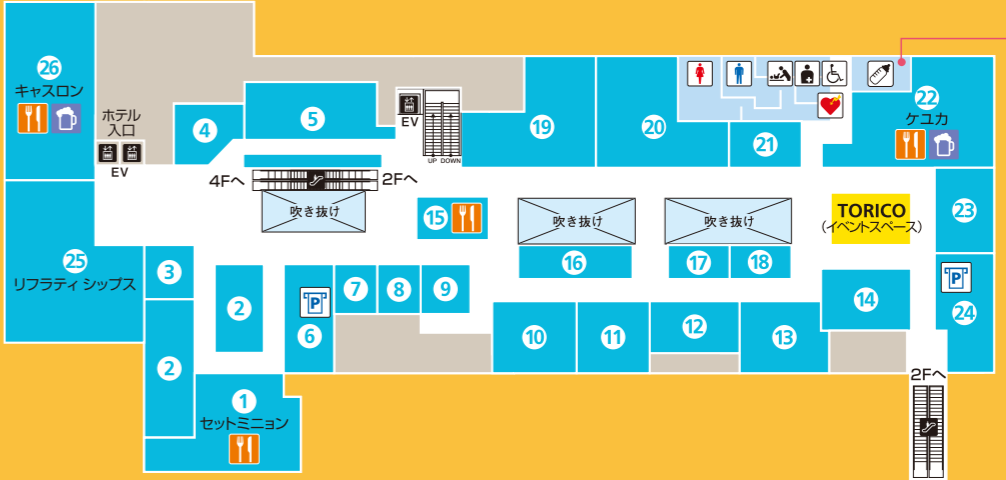 26
キャスロン
ホテル
入口
EV
4
5
EV
UP DOWN
19
20
21
22
ケユカ
4Fへ
2Fへ
吹き抜け
15
吹き抜け
吹き抜け
TORICO
(イベントスペース)
23
25
リフラティ シップス
3
2
2
P
6
7
8
9
16
17
18
10
11
12
13
14
P
24
1
セットミニョン
2Fへ